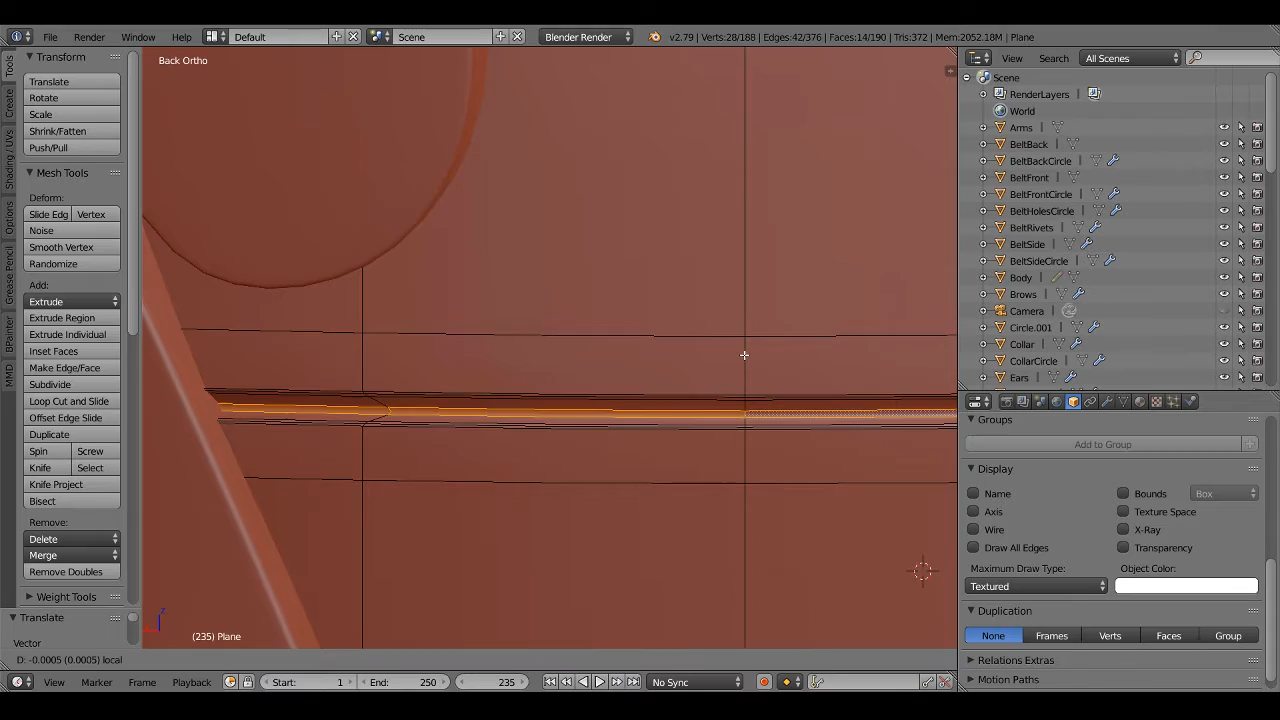 File Render Window Help Default Scene Blender Render v2.79 | Verts:28/188 | Edges:42/376 | Faces:14/190 | Tris:372 | Mem:2052.18M | Plane
Tools
Create
Shading / UVs
Options
Grease Pencil
BPainter
MMD
Transform
Translate
Rotate
Scale
Shrink/Fatten
Push/Pull
Mesh Tools
Deform:
Slide Edg Vertex
Noise
Smooth Vertex
Randomize
Add:
Extrude
Extrude Region
Extrude Individual
Inset Faces
Make Edge/Face
Subdivide
Loop Cut and Slide
Offset Edge Slide
Duplicate
Spin Screw
Knife Select
Knife Project
Bisect
Remove:
Delete
Merge
Remove Doubles
Weight Tools
Translate
Vector
Back Ortho
z
(235) Plane
D: -0.0005 (0.0005) local
View Search All Scenes
Scene
RenderLayers
World
Arms
BeltBack
BeltBackCircle
BeltFront
BeltFrontCircle
BeltHolesCircle
BeltRivets
BeltSide
BeltSideCircle
Body
Brows
Camera
Circle.001
Collar
CollarCircle
Ears
Groups
Add to Group
Display
Name Bounds Box
Axis Texture Space
Wire X-Ray
Draw All Edges Transparency
Maximum Draw Type: Object Color:
Textured
Duplication
None Frames Verts Faces Group
Relations Extras
Motion Paths
View Marker Frame Playback Start: 1 End: 250 235 No Sync